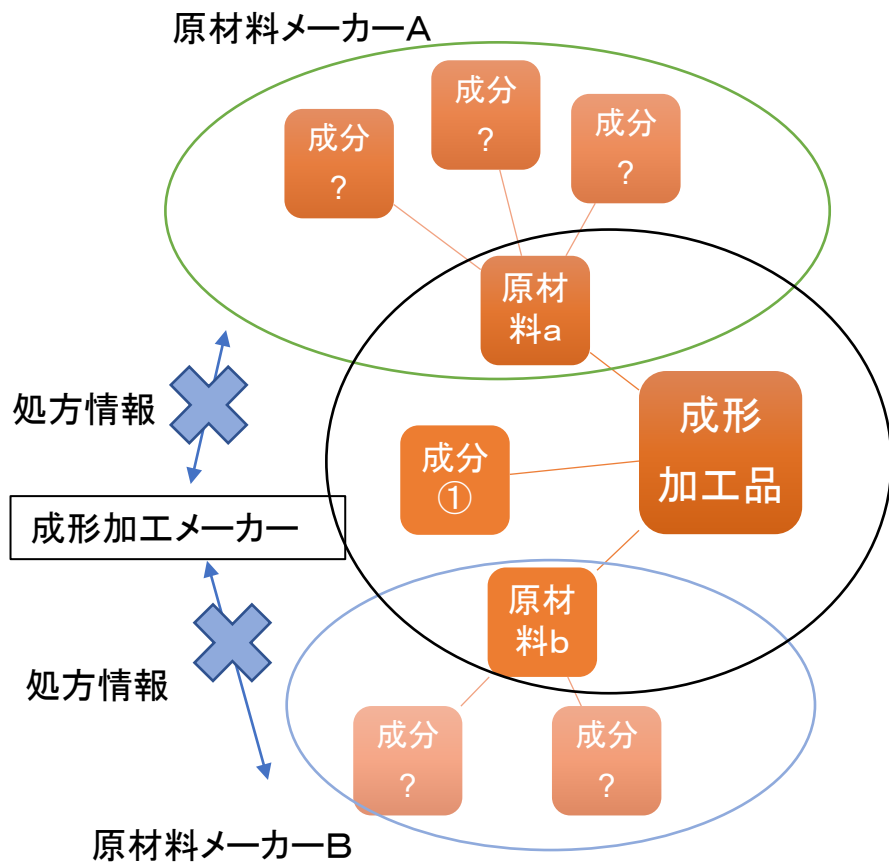 原材料メーカーA
成分
?
成分
?
成分
?
原材
料a
処方情報
成分
①
成形
加工品
成形加工メーカー
原材
料b
処方情報
成分
?
成分
?
原材料メーカーB